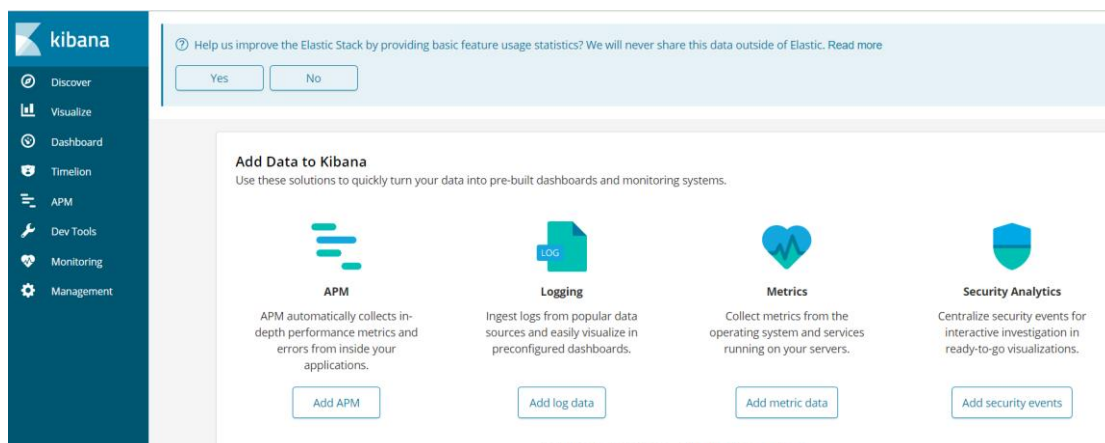 kibana
Discover
Visualize
Dashboard
Timelion
APM
Dev Tools
Monitoring
Management
Help us improve the Elastic Stack by providing basic feature usage statistics? We will never share this data outside of Elastic. Read more
Yes
No
Add Data to Kibana
Use these solutions to quickly turn your data into pre-built dashboards and monitoring systems.
APM
APM automatically collects in-
depth performance metrics and
errors from inside your
applications.
Add APM
LOG
Logging
Ingest logs from popular data
sources and easily visualize in
preconfigured dashboards.
Add log data
Metrics
Collect metrics from the
operating system and services
running on your servers.
Add metric data
Security Analytics
Centralize security events for
interactive investigation in
ready-to-go visualizations.
Add security events